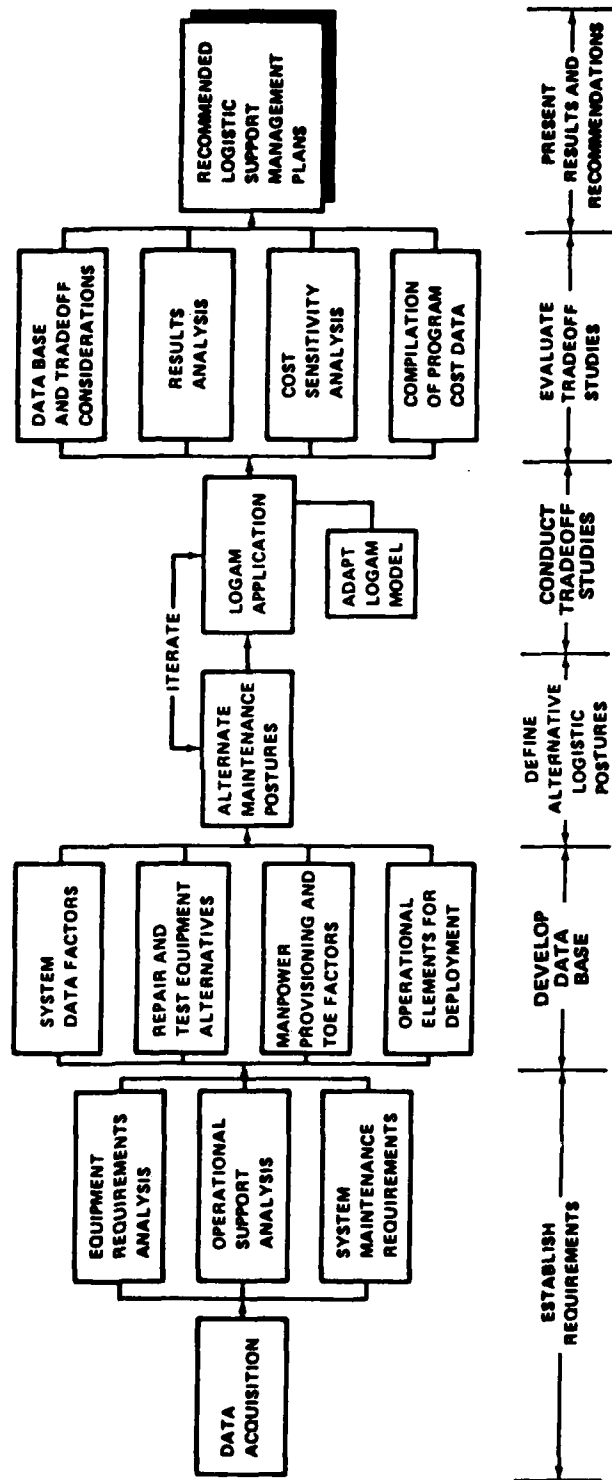 DATA
ACQUISITION
EQUIPMENT
REQUIREMENTS
ANALYSIS
OPERATIONAL
SUPPORT
ANALYSIS
SYSTEM
MAINTENANCE
REQUIREMENTS
SYSTEM
DATA FACTORS
REPAIR AND
TEST EQUIPMENT
ALTERNATIVES
MANPOWER
PROVISIONING AND
TOE FACTORS
OPERATIONAL
ELEMENTS FOR
DEPLOYMENT
ITERATE
ALTERNATE
MAINTENANCE
POSTURES
LOGAM
APPLICATION
ADAPT
LOGAM
MODEL
DATA BASE
AND TRADEOFF
CONSIDERATIONS
RESULTS
ANALYSIS
COST
SENSITIVITY
ANALYSIS
COMPILATION
OF PROGRAM
COST DATA
RECOMMENDED
LOGISTIC
SUPPORT
MANAGEMENT
PLANS
ESTABLISH
REQUIREMENTS
DEVELOP
DATA
BASE
DEFINE
ALTERNATIVE
LOGISTIC
POSTURES
CONDUCT
TRADEOFF
STUDIES
EVALUATE
TRADEOFF
STUDIES
PRESENT
RESULTS AND
RECOMMENDATIONS